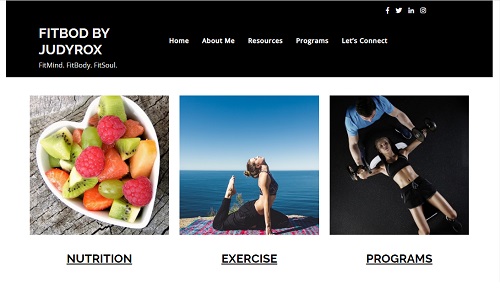 FITBOD BY
JUDYROX
FitMind. FitBody. FitSoul.
Home About Me Resources Programs Let's Connect
NUTRITION EXERCISE PROGRAMS